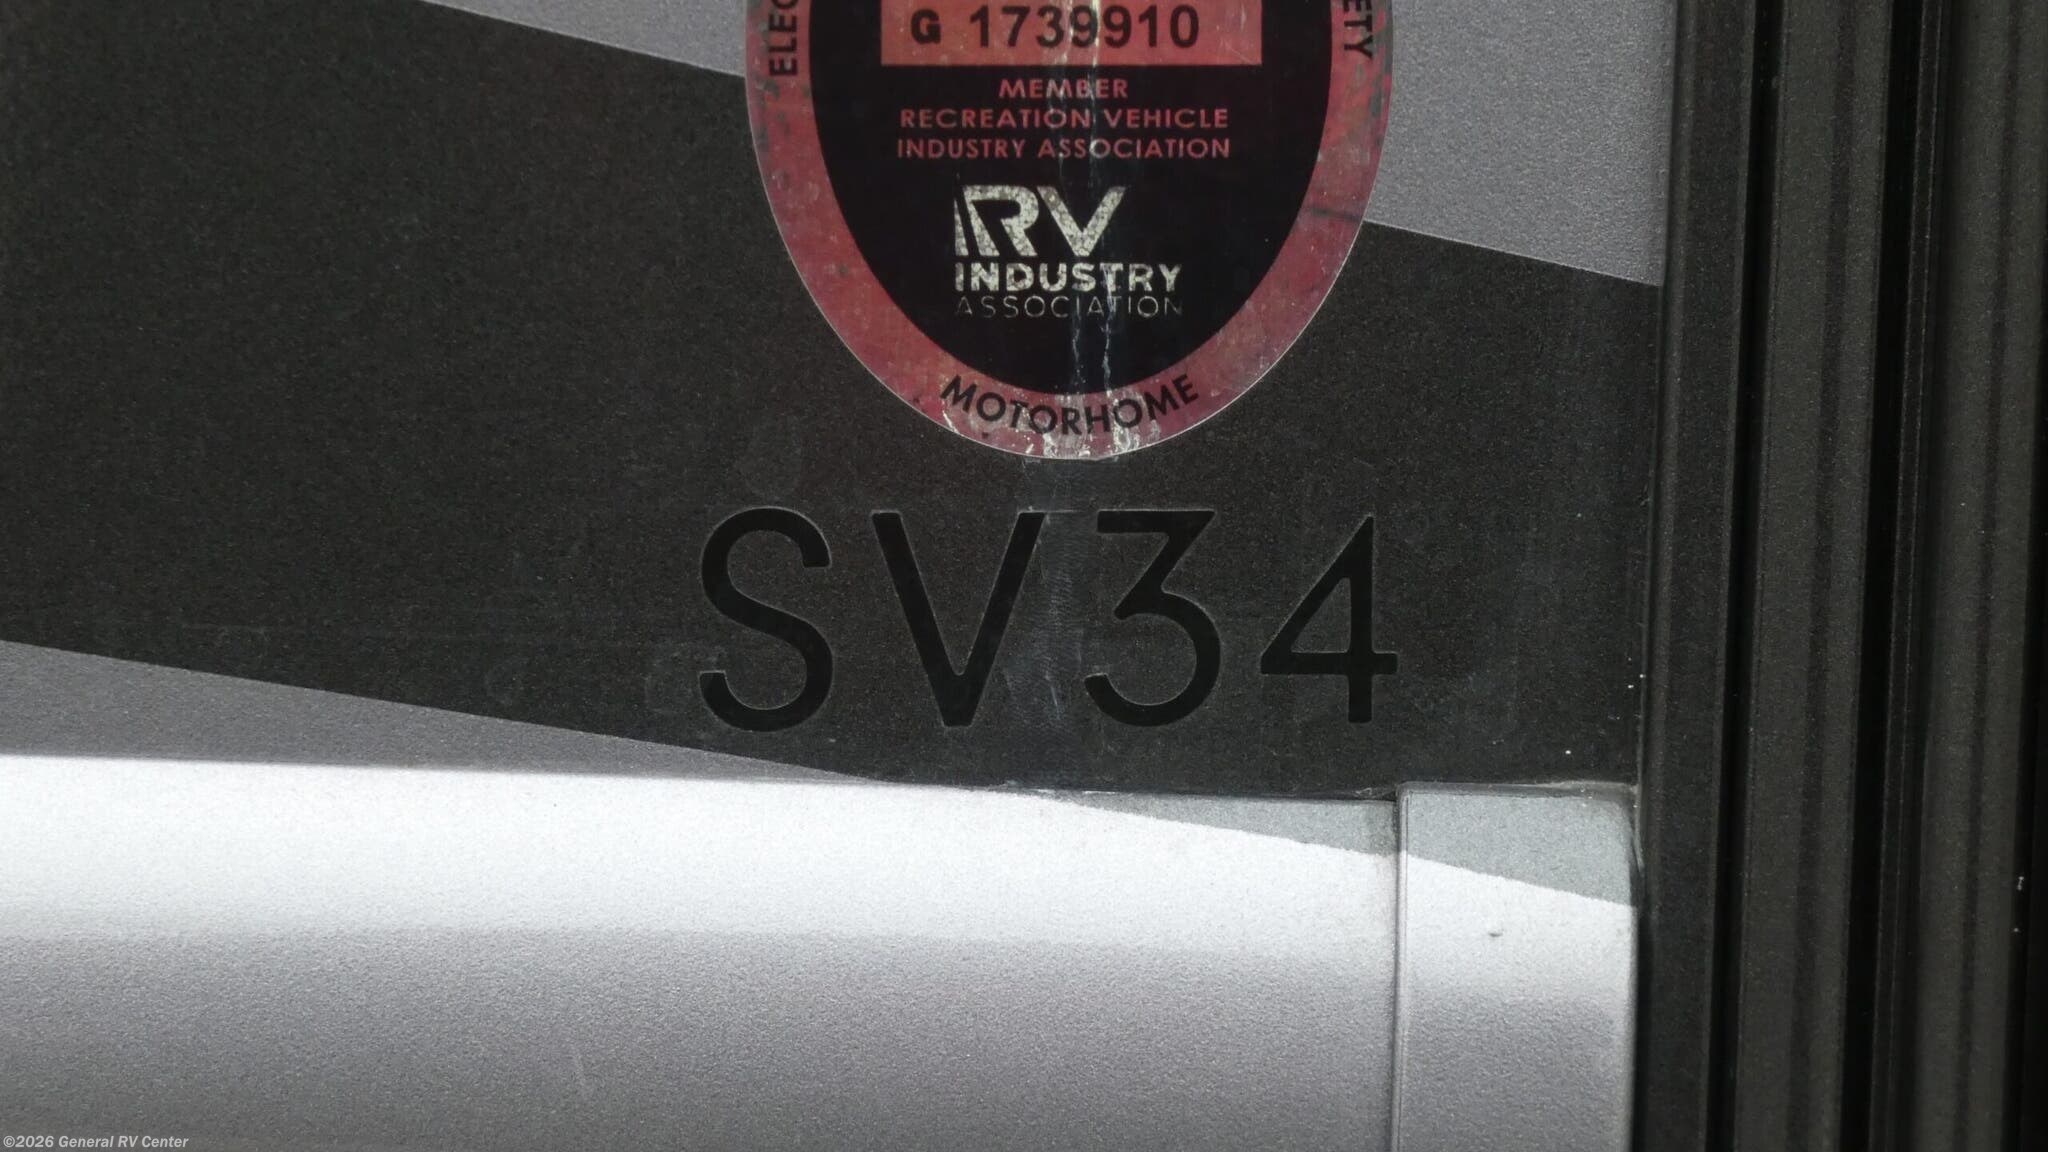 G 1739910
MEMBER
RECREATION VEHICLE
INDUSTRY ASSOCIATION
RV
INDUSTRY
ASSOCIATION
MOTORHOME
SV34
©2026 General RV Center